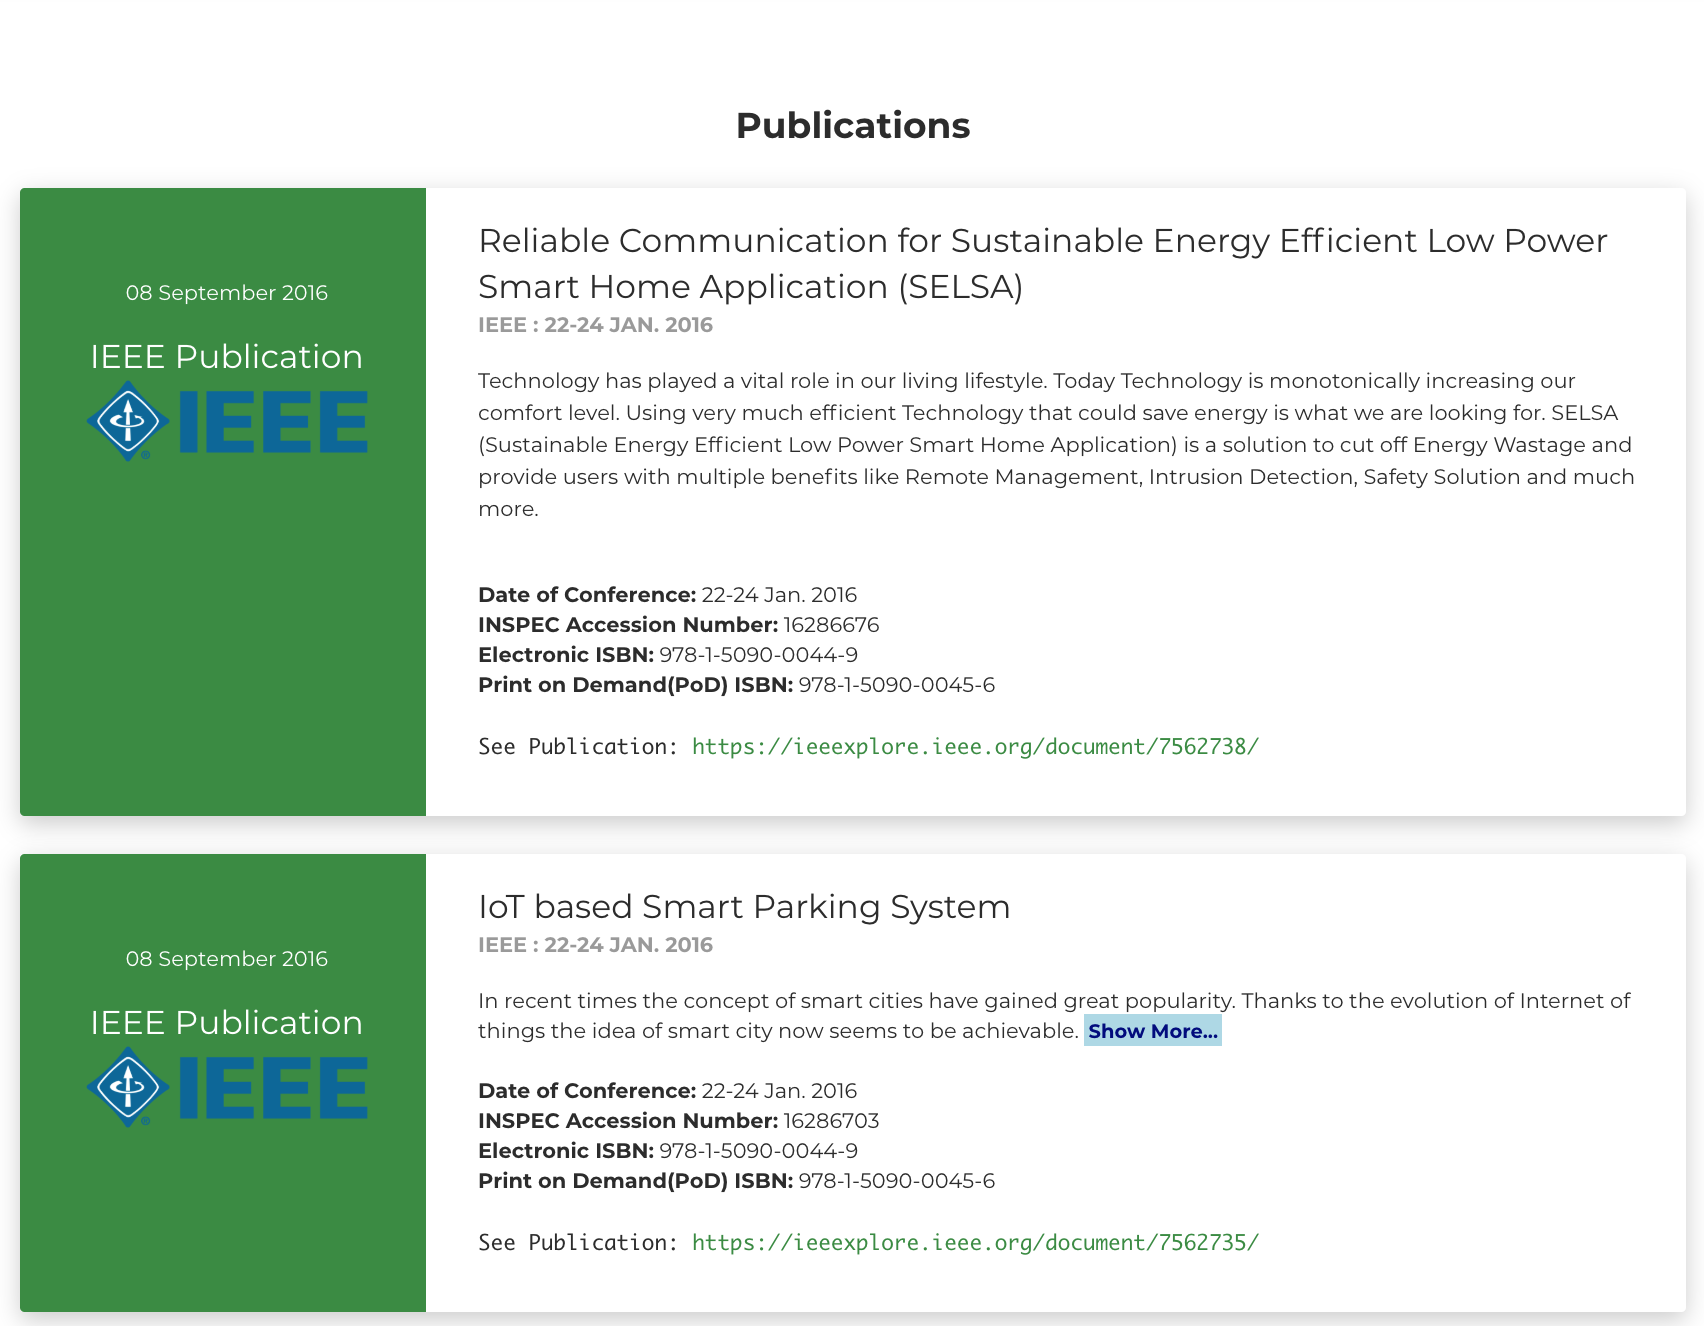 Publications
08 September 2016
IEEE Publication
IEEE
®
Reliable Communication for Sustainable Energy Efficient Low Power
Smart Home Application (SELSA)
IEEE : 22-24 JAN. 2016
Technology has played a vital role in our living lifestyle. Today Technology is monotonically increasing our
comfort level. Using very much efficient Technology that could save energy is what we are looking for. SELSA
(Sustainable Energy Efficient Low Power Smart Home Application) is a solution to cut off Energy Wastage and
provide users with multiple benefits like Remote Management, Intrusion Detection, Safety Solution and much
more.
Date of Conference: 22-24 Jan. 2016
INSPEC Accession Number: 16286676
Electronic ISBN: 978-1-5090-0044-9
Print on Demand(PoD) ISBN: 978-1-5090-0045-6
See Publication: https://ieeexplore.ieee.org/document/7562738/
08 September 2016
IEEE Publication
IEEE
®
IoT based Smart Parking System
IEEE : 22-24 JAN. 2016
In recent times the concept of smart cities have gained great popularity. Thanks to the evolution of Internet of
things the idea of smart city now seems to be achievable. Show More...
Date of Conference: 22-24 Jan. 2016
INSPEC Accession Number: 16286703
Electronic ISBN: 978-1-5090-0044-9
Print on Demand(PoD) ISBN: 978-1-5090-0045-6
See Publication: https://ieeexplore.ieee.org/document/7562735/